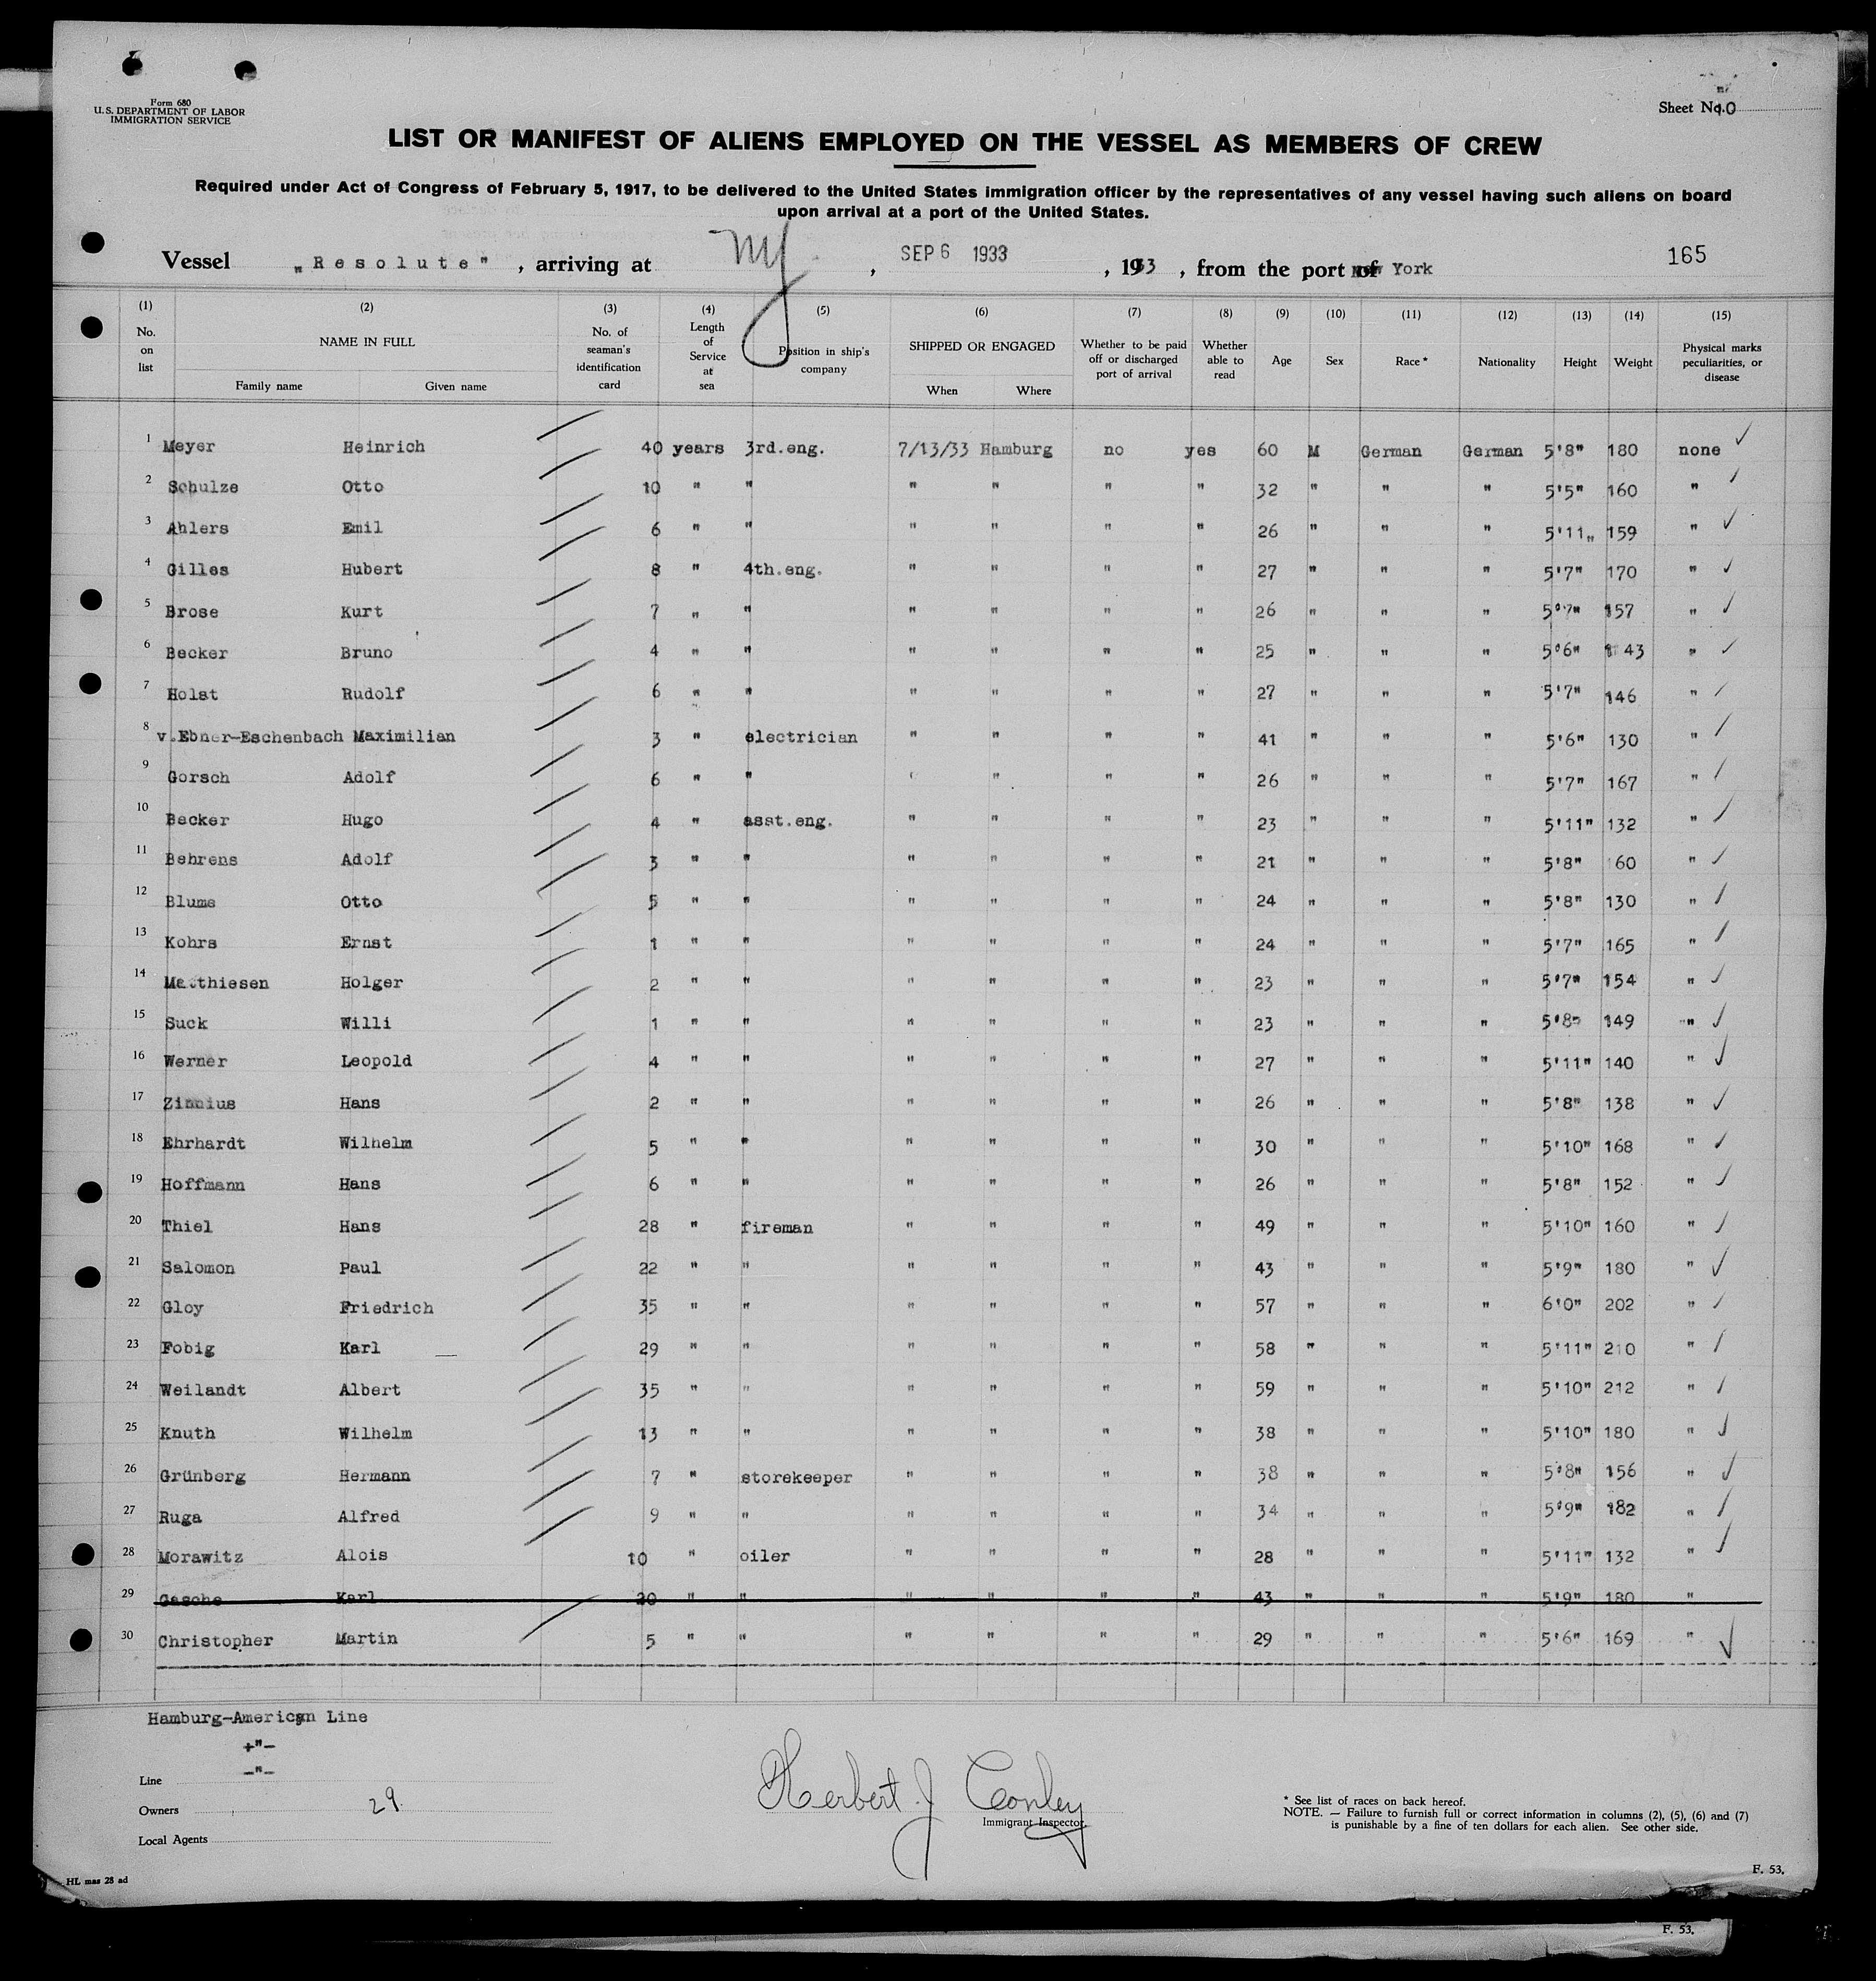 Form 680
U. S. DEPARTMENT OF LABOR
IMMIGRATION SERVICE
Sheet No. 10
LIST OR MANIFEST OF ALIENS EMPLOYED ON THE VESSEL AS MEMBERS OF CREW
Required under Act of Congress of February 5, 1917, to be delivered to the United States immigration officer by the representatives of any vessel having such aliens on board
upon arrival at a port of the United States.
Vessel "Resolute", arriving at NY, SEP 6 1933, 1933, from the port of New York 165
(1) (2) (3) (4) (5) (6) (7) (8) (9) (10) (11) (12) (13) (14) (15)
No. on list NAME IN FULL Family name Given name No. of seaman's identification card Length of Service at sea Position in ship's company SHIPPED OR ENGAGED When Where Whether to be paid off or discharged port of arrival Whether able to read Age Sex Race * Nationality Height Weight Physical marks peculiarities, or disease
1 Meyer Heinrich 40 years 3rd.eng. 7/13/33 Hamburg no yes 60 M German German 5'8" 180 none ✓
2 Schulze Otto 10 " " " " " " 32 " " " 5'5" 160 " ✓
3 Ahlers Emil 6 " " " " " " 26 " " " 5'11" 159 " ✓
4 Gilles Hubert 8 " 4th.eng. " " " " 27 " " " 5'7" 170 " ✓
5 Brose Kurt 7 " " " " " " 26 " " " 5'7" 157 " ✓
6 Becker Bruno 4 " " " " " " 25 " " " 5'6" 143 " ✓
7 Holst Rudolf 6 " " " " " " 27 " " " 5'7" 146 " ✓
8 v.Ebner-Eschenbach Maximilian 3 " electrician " " " " 41 " " " 5'6" 130 " ✓
9 Gorsch Adolf 6 " " " " " " 26 " " " 5'7" 167 " ✓
10 Becker Hugo 4 " asst.eng. " " " " 23 " " " 5'11" 132 " ✓
11 Behrens Adolf 3 " " " " " " 21 " " " 5'8" 60 " ✓
12 Blume Otto 5 " " " " " " 24 " " " 5'8" 130 " ✓
13 Kohrs Ernst 1 " " " " " " 24 " " " 5'7" 165 " ✓
14 Matthiesen Holger 2 " " " " " " 23 " " " 5'7" 154 " ✓
15 Suck Willi 1 " " " " " " 23 " " " 5'8" 149 " ✓
16 Werner Leopold 4 " " " " " " 27 " " " 5'11" 140 " ✓
17 Zinnius Hans 2 " " " " " " 26 " " " 5'8" 138 " ✓
18 Ehrhardt Wilhelm 5 " " " " " " 30 " " " 5'10" 168 " ✓
19 Hoffmann Hans 6 " " " " " " 26 " " " 5'8" 152 " ✓
20 Thiel Hans 28 " fireman " " " " 49 " " " 5'10" 160 " ✓
21 Salomon Paul 22 " " " " " " 43 " " " 5'9" 180 " ✓
22 Gloy Friedrich 35 " " " " " " 57 " " " 6'0" 202 " ✓
23 Fobig Karl 29 " " " " " " 58 " " " 5'11" 210 " ✓
24 Weilandt Albert 35 " " " " " " 59 " " " 5'10" 212 " ✓
25 Knuth Wilhelm 13 " " " " " " 38 " " " 5'10" 180 " ✓
26 Grünberg Hermann 7 " storekeeper " " " " 38 " " " 5'8" 156 " ✓
27 Ruga Alfred 9 " " " " " " 34 " " " 5'9" 182 " ✓
28 Morawitz Alois 10 " oiler " " " " 28 " " " 5'11" 132 " ✓
29 Gasche Karl 20 " " " " " " 43 " " " 5'9" 180 "
30 Christopher Martin 5 " " " " " " 29 " " " 5'6" 169 " ✓
Hamburg-American Line
+"-
-"-
Line
Owners 29.
Local Agents
Herbert J Conley
Immigrant Inspector.
* See list of races on back hereof.
NOTE. — Failure to furnish full or correct information in columns (2), (5), (6) and (7)
is punishable by a fine of ten dollars for each alien. See other side.
HL mas 28 ad
F. 53.
F. 53.